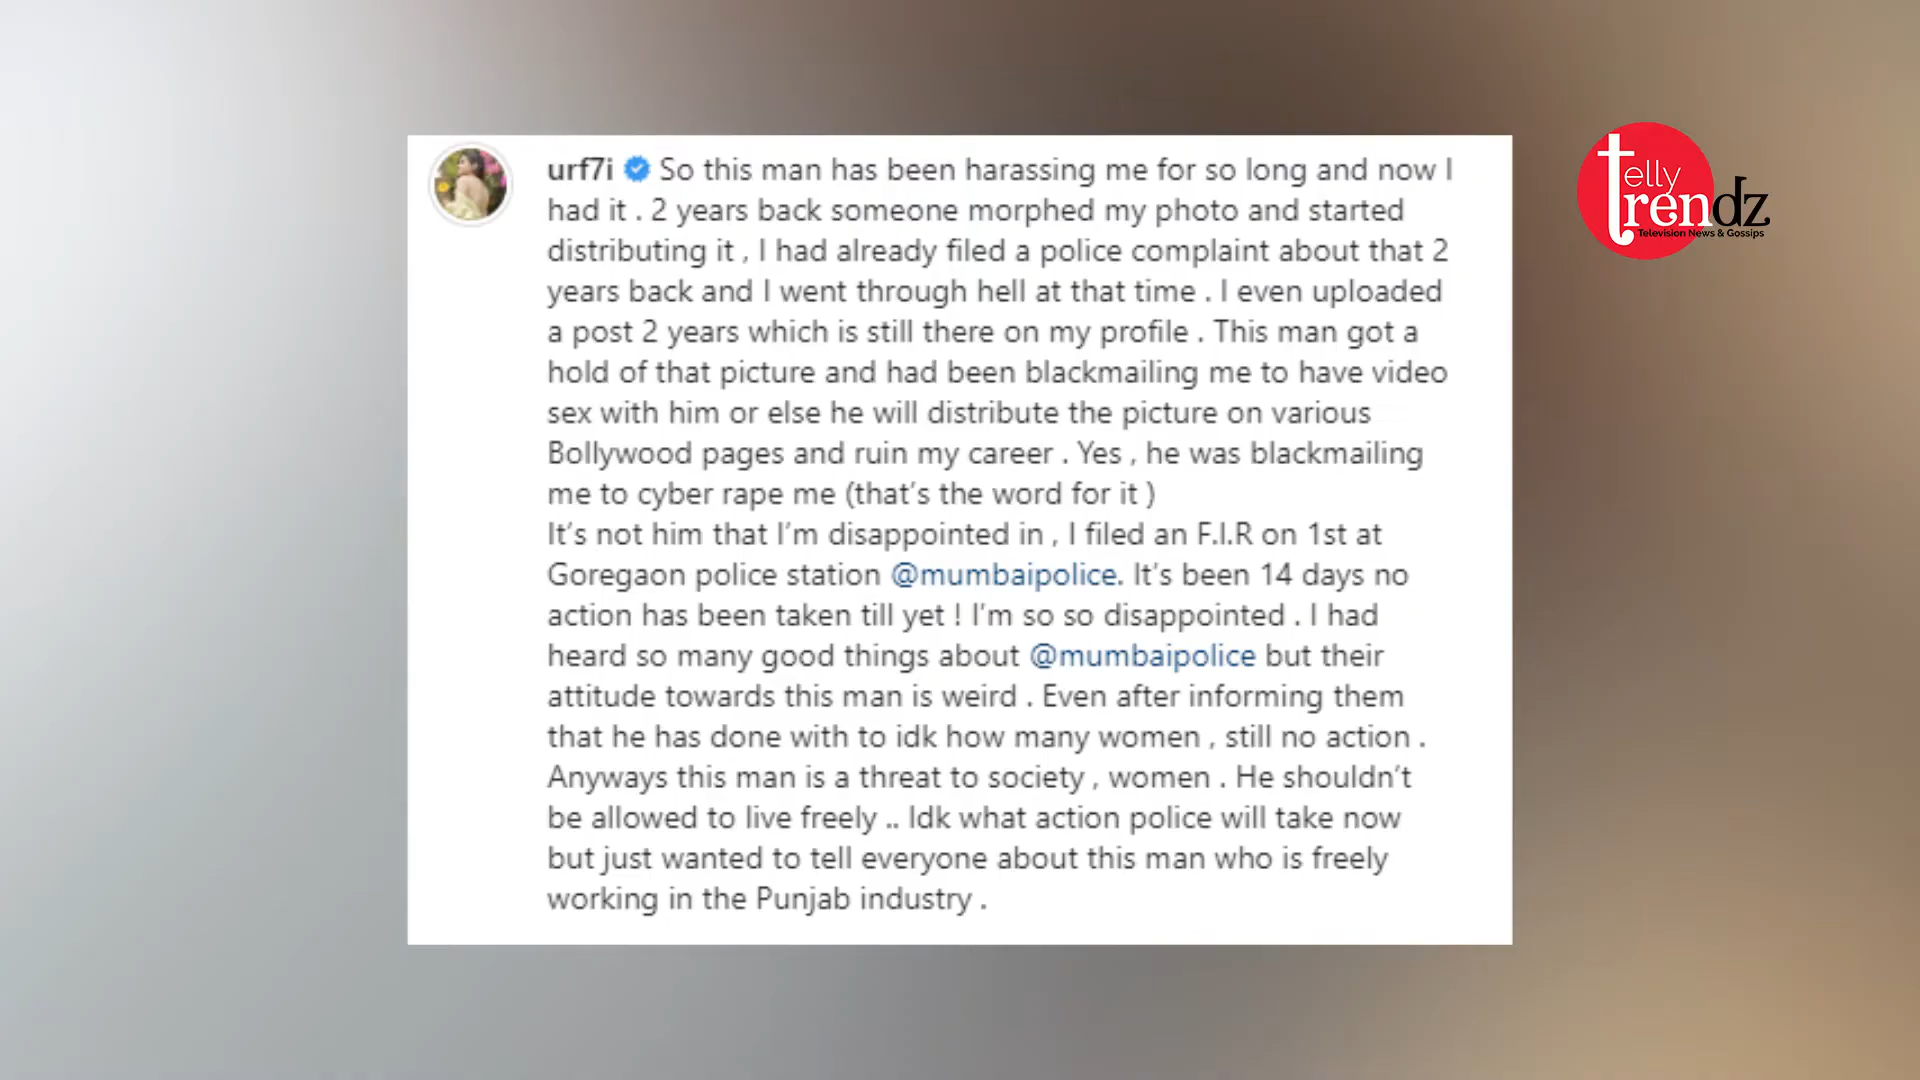 urf7i So this man has been harassing me for so long and now I
had it . 2 years back someone morphed my photo and started
distributing it , I had already filed a police complaint about that 2
years back and I went through hell at that time . I even uploaded
a post 2 years which is still there on my profile . This man got a
hold of that picture and had been blackmailing me to have video
sex with him or else he will distribute the picture on various
Bollywood pages and ruin my career . Yes , he was blackmailing
me to cyber rape me (that's the word for it )
It's not him that I'm disappointed in , I filed an F.I.R on 1st at
Goregaon police station @mumbaipolice. It's been 14 days no
action has been taken till yet ! I'm so so disappointed . I had
heard so many good things about @mumbaipolice but their
attitude towards this man is weird . Even after informing them
that he has done with to idk how many women , still no action .
Anyways this man is a threat to society , women . He shouldn't
be allowed to live freely .. Idk what action police will take now
but just wanted to tell everyone about this man who is freely
working in the Punjab industry .
telly
trendz
Television News & Gossips